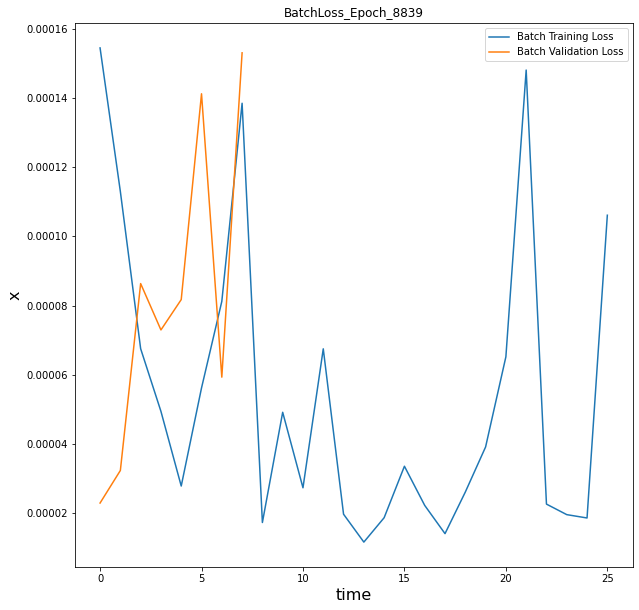 BatchLoss_Epoch_8839
Batch Training Loss
Batch Validation Loss
0.00016
0.00014
0.00012
0.00010
0.00008
0.00006
0.00004
0.00002
x
0 5 10 15 20 25
time